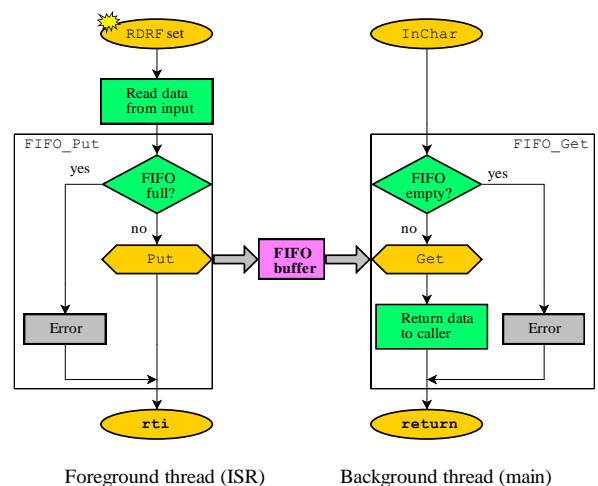 RDRF set
Read data
from input
FIFO_Put
yes
FIFO
full?
no
Put
Error
rti
Foreground thread (ISR)
FIFO
buffer
InChar
FIFO_Get
FIFO
empty?
yes
no
Get
Return data
to caller
Error
return
Background thread (main)